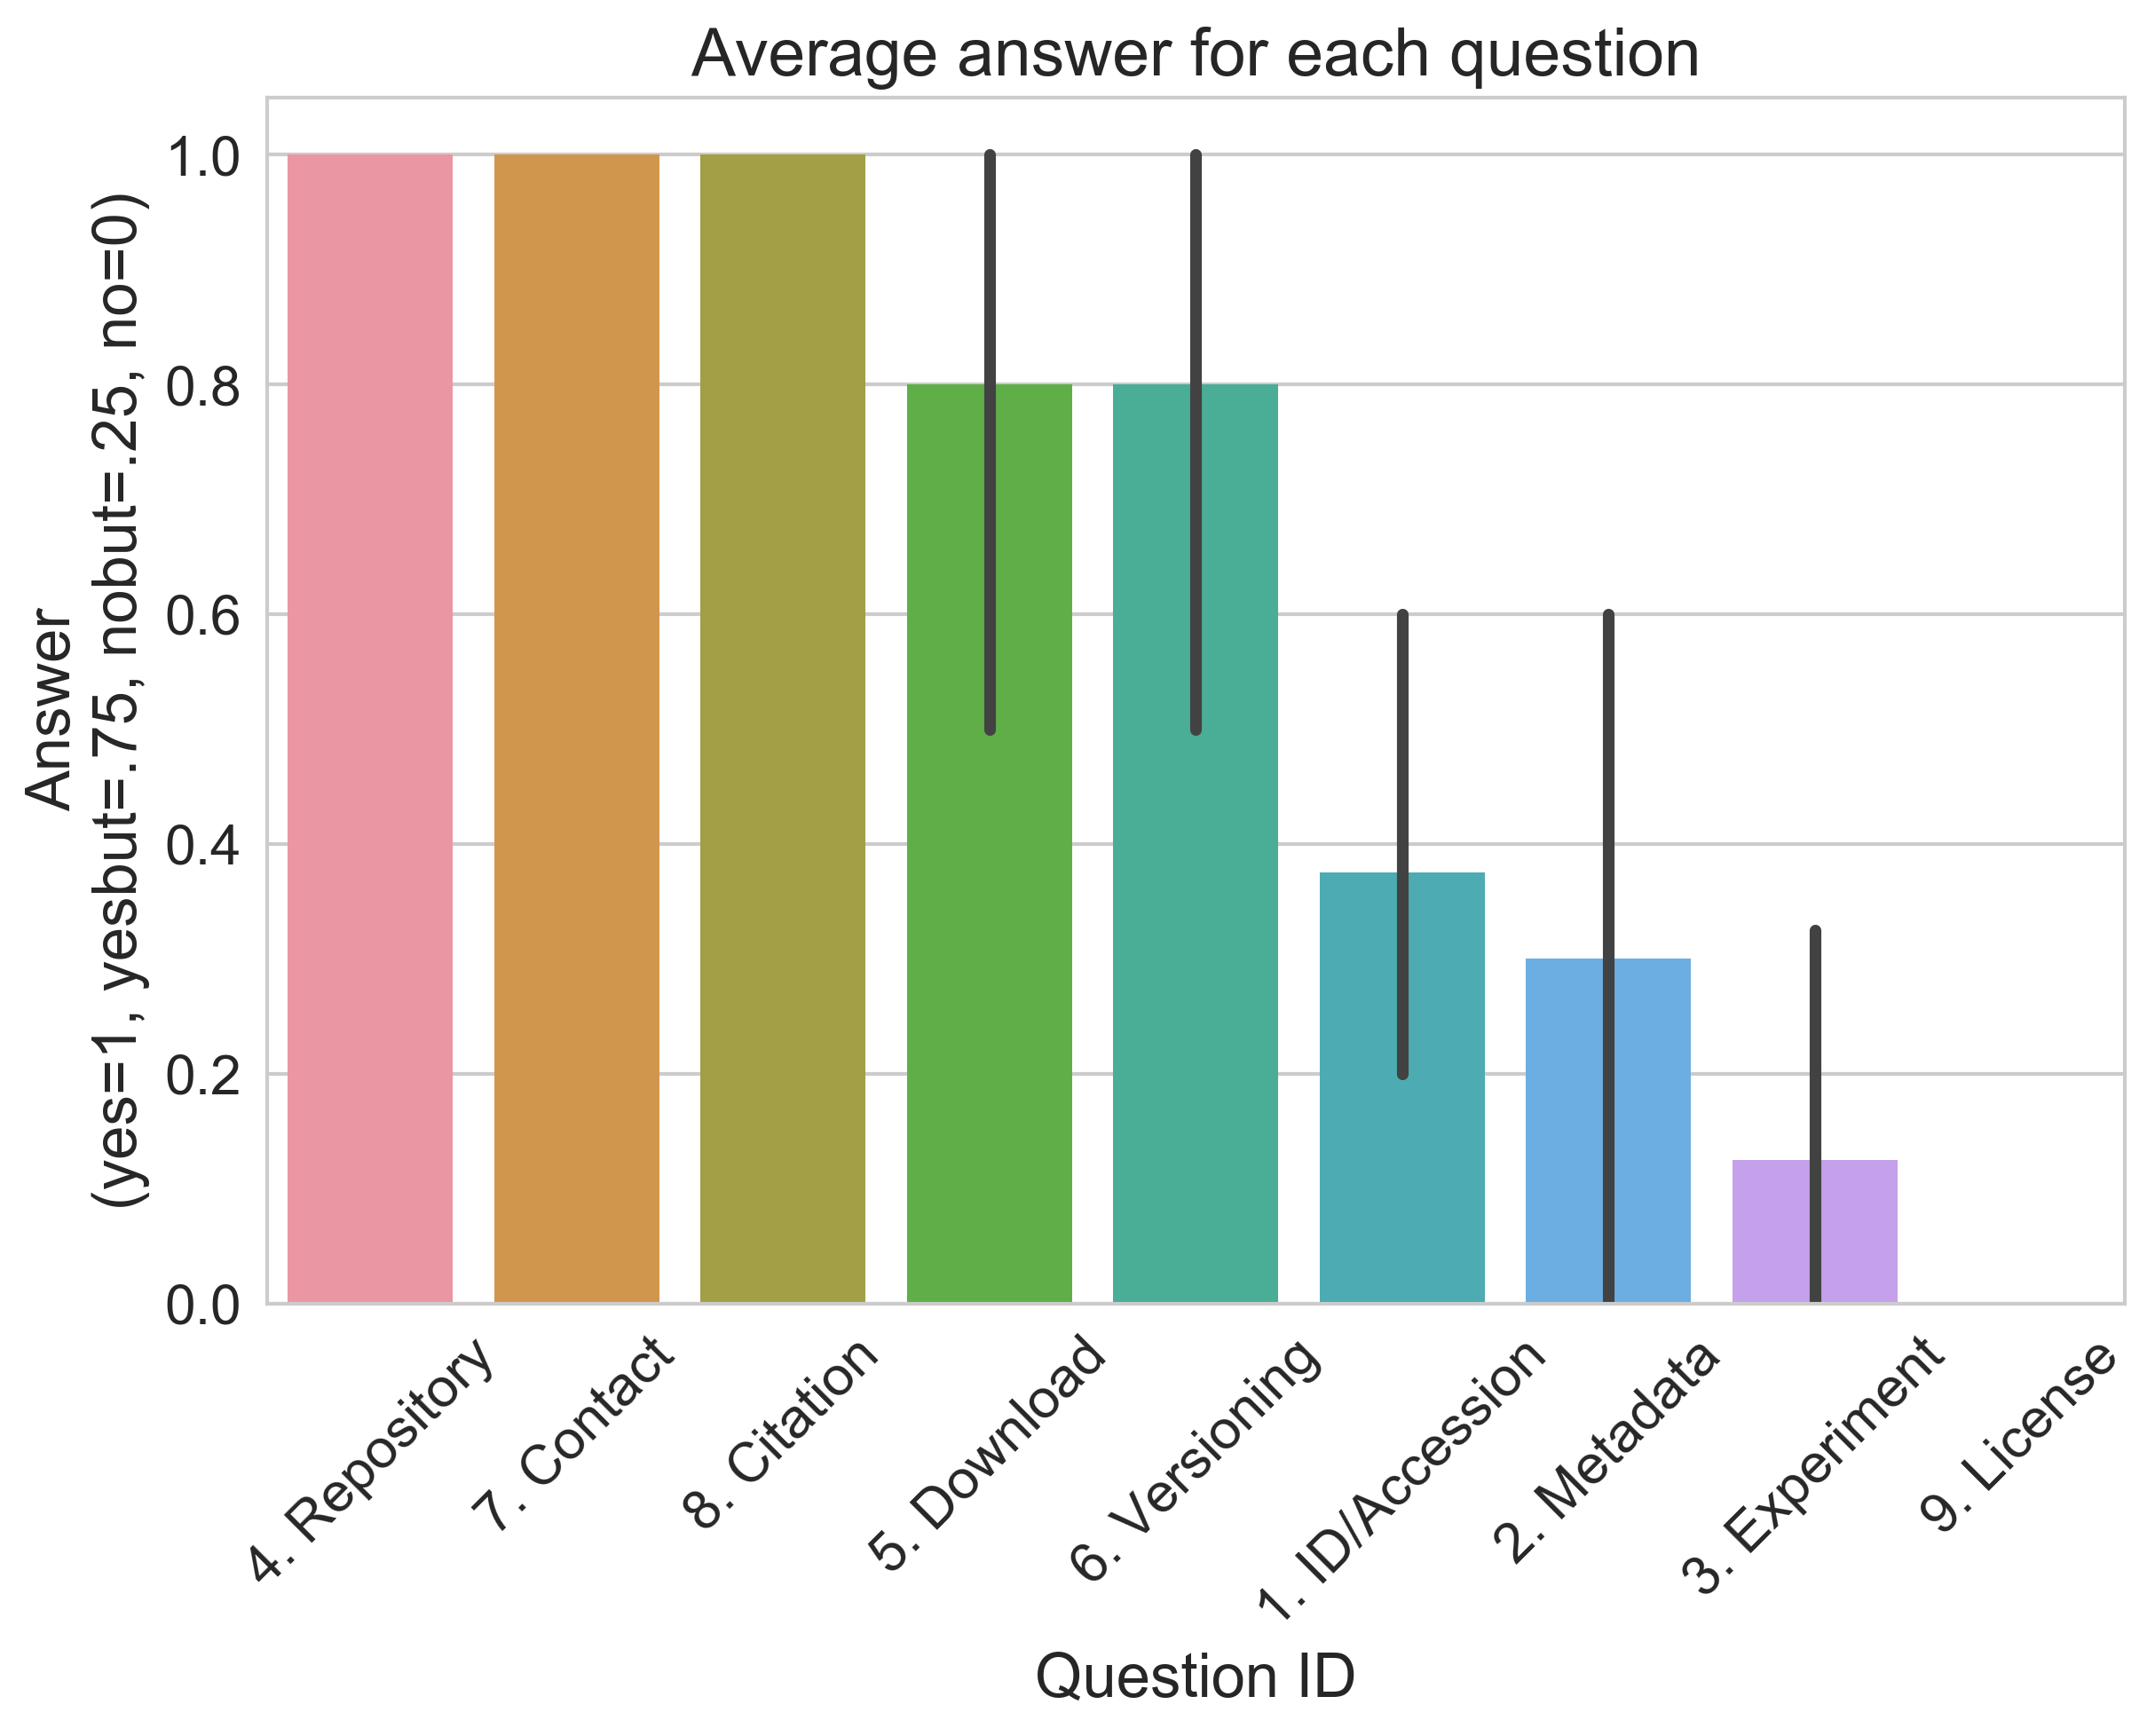 Average answer for each question
Answer
(yes=1, yesbut=.75, nobut=.25, no=0)
1.0
0.8
0.6
0.4
0.2
0.0
4. Repository
7. Contact
8. Citation
5. Download
6. Versioning
1. ID/Accession
2. Metadata
3. Experiment
9. License
Question ID